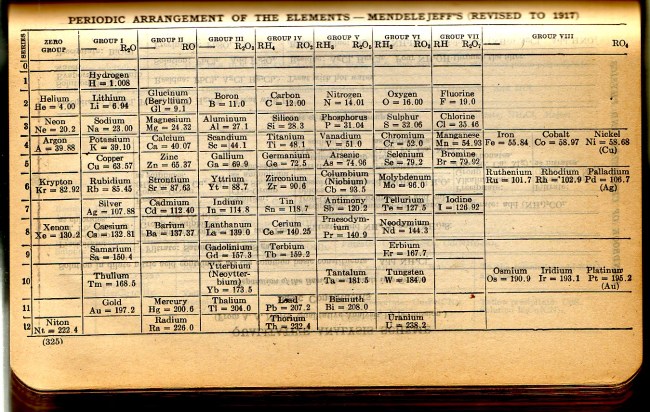 PERIODIC ARRANGEMENT OF THE ELEMENTS — MENDELEJEFF'S (REVISED TO 1917)
SERIES ZERO GROUP GROUP I — R₂O GROUP II — RO GROUP III — R₂O₃ GROUP IV RH₄ RO₂ GROUP V RH₃ R₂O₅ GROUP VI RH₂ RO₃ GROUP VII RH R₂O₇ GROUP VIII RO₄
0
1 Hydrogen
H = 1.008
2 Helium Lithium Glucinum (Beryllium) Boron Carbon Nitrogen Oxygen Fluorine
He = 4.00 Li = 6.94 Gl = 9.1 B = 11.0 C = 12.00 N = 14.01 O = 16.00 F = 19.0
3 Neon Sodium Magnesium Aluminum Silicon Phosphorus Sulphur Chlorine
Ne = 20.2 Na = 23.00 Mg = 24.32 Al = 27.1 Si = 28.3 P = 31.04 S = 32.06 Cl = 35.46
4 Argon Potassium Calcium Scandium Titanium Vanadium Chromium Manganese Iron Cobalt Nickel
A = 39.88 K = 39.10 Ca = 40.07 Sc = 44.1 Ti = 48.1 V = 51.0 Cr = 52.0 Mn = 54.93 Fe = 55.84 Co = 58.97 Ni = 58.68
(Cu)
5 Copper Zinc Gallium Germanium Arsenic Selenium Bromine
Cu = 63.57 Zn = 65.37 Ga = 69.9 Ge = 72.5 As = 74.96 Se = 79.2 Br = 79.92
6 Krypton Rubidium Strontium Yttrium Zirconium Columbium (Niobium) Molybdenum Ruthenium Rhodium Palladium
Kr = 82.92 Rb = 85.45 Sr = 87.63 Yt = 88.7 Zr = 90.6 Cb = 93.5 Mo = 96.0 Ru = 101.7 Rh = 102.9 Pd = 106.7
(Ag)
7 Silver Cadmium Indium Tin Antimony Tellurium Iodine
Ag = 107.88 Cd = 112.40 In = 114.8 Sn = 118.7 Sb = 120.2 Te = 127.5 I = 126.92
8 Xenon Caesium Barium Lanthanum Cerium Praesodymium Neodymium
Xe = 130.2 Cs = 132.81 Ba = 137.37 La = 139.0 Ce = 140.25 Pr = 140.9 Nd = 144.3
9 Samarium Gadolinium Terbium Erbium
Sa = 150.4 Gd = 157.3 Tb = 159.2 Er = 167.7
10 Thulium Ytterbium (Neoytterbium) Tantalum Tungsten Osmium Iridium Platinum
Tm = 168.5 Yb = 173.5 Ta = 181.5 W = 184.0 Os = 190.9 Ir = 193.1 Pt = 195.2
(Au)
11 Gold Mercury Thalium Lead Bismuth
Au = 197.2 Hg = 200.6 Tl = 204.0 Pb = 207.2 Bi = 208.0
12 Niton Radium Thorium Uranium
Nt = 222.4 Ra = 226.0 Th = 232.4 U = 238.2
(325)